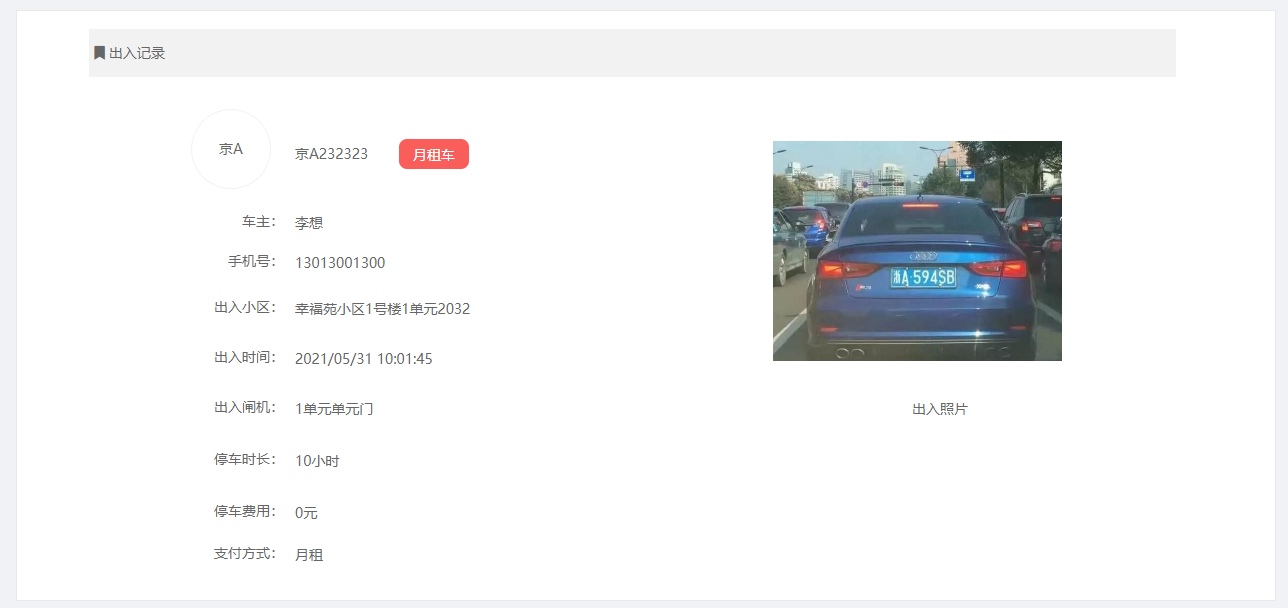 出入记录
京A
京A232323
月租车
车主：
李想
手机号：
13013001300
出入小区：
幸福苑小区1号楼1单元2032
出入时间：
2021/05/31 10:01:45
出入闸机：
1单元单元门
停车时长：
10小时
停车费用：
0元
支付方式：
月租
浙A·594SB
出入照片